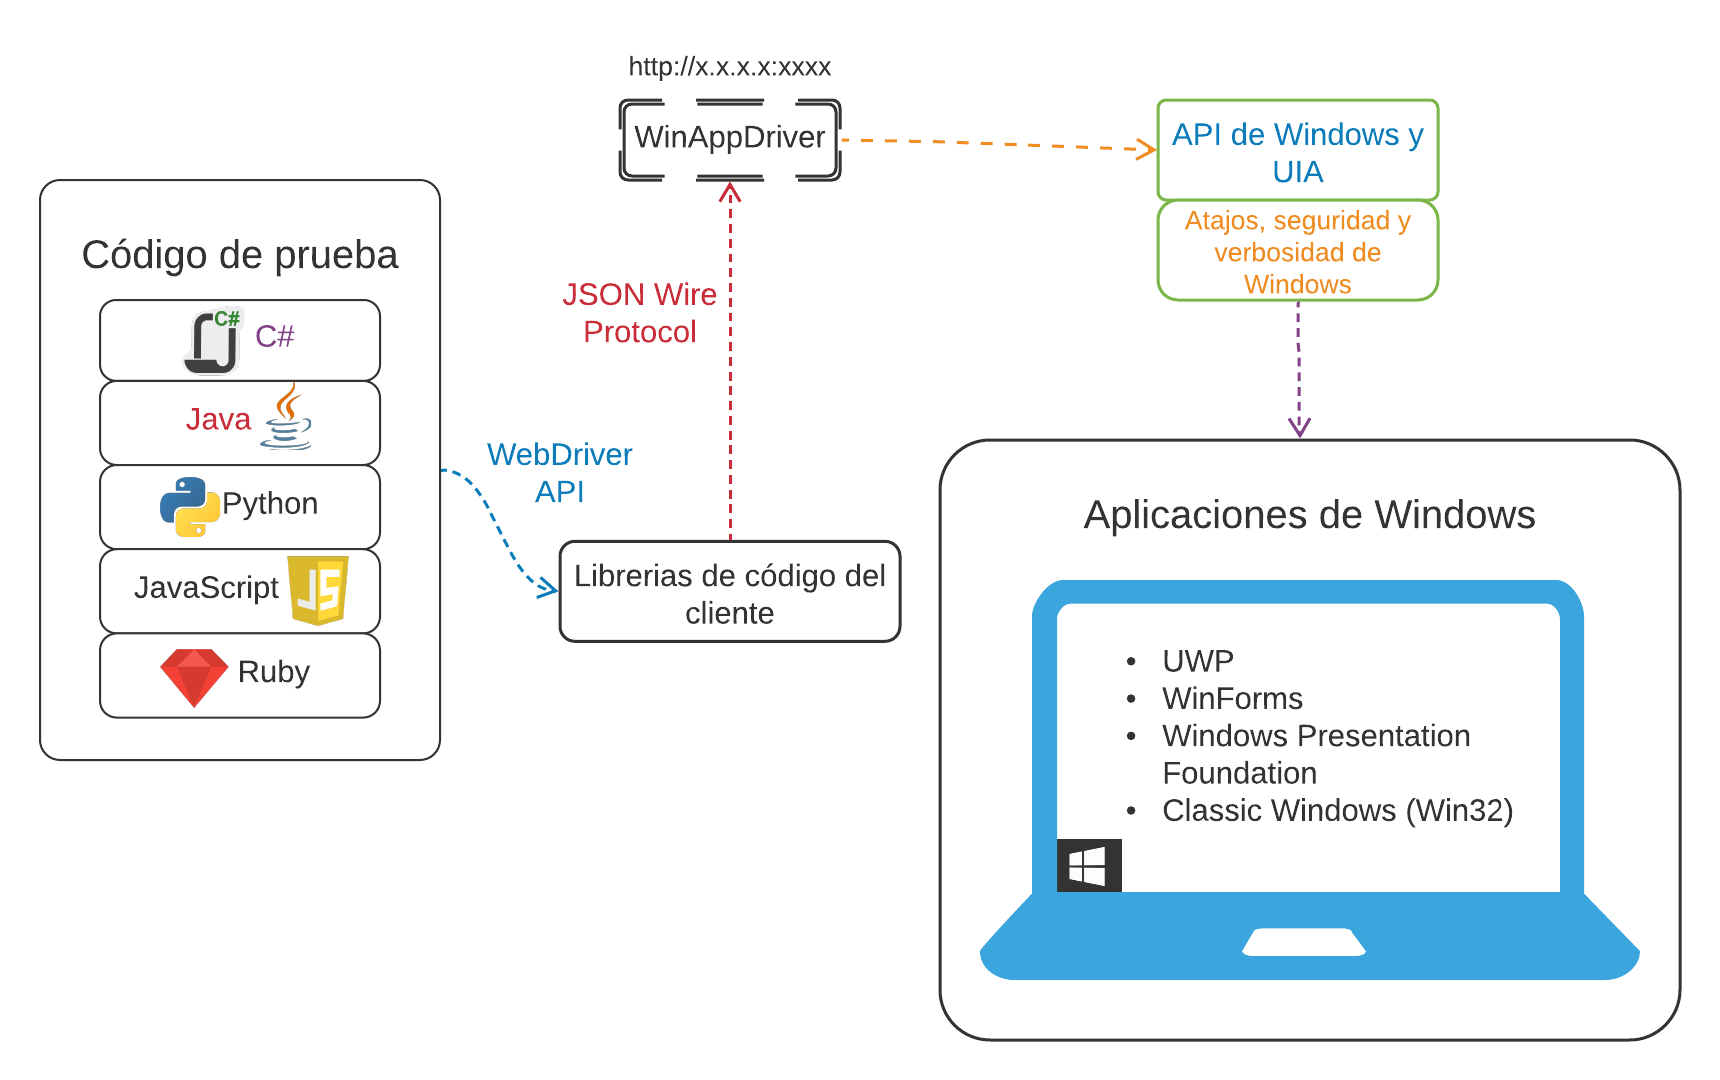 http://x.x.x.x:xxxx
WinAppDriver
API de Windows y
UIA
Atajos, seguridad y
verbosidad de
Windows
Código de prueba
C#
C#
Java
Python
JavaScript
JS
Ruby
JSON Wire
Protocol
WebDriver
API
Librerias de código del
cliente
Aplicaciones de Windows
• UWP
• WinForms
• Windows Presentation
Foundation
• Classic Windows (Win32)